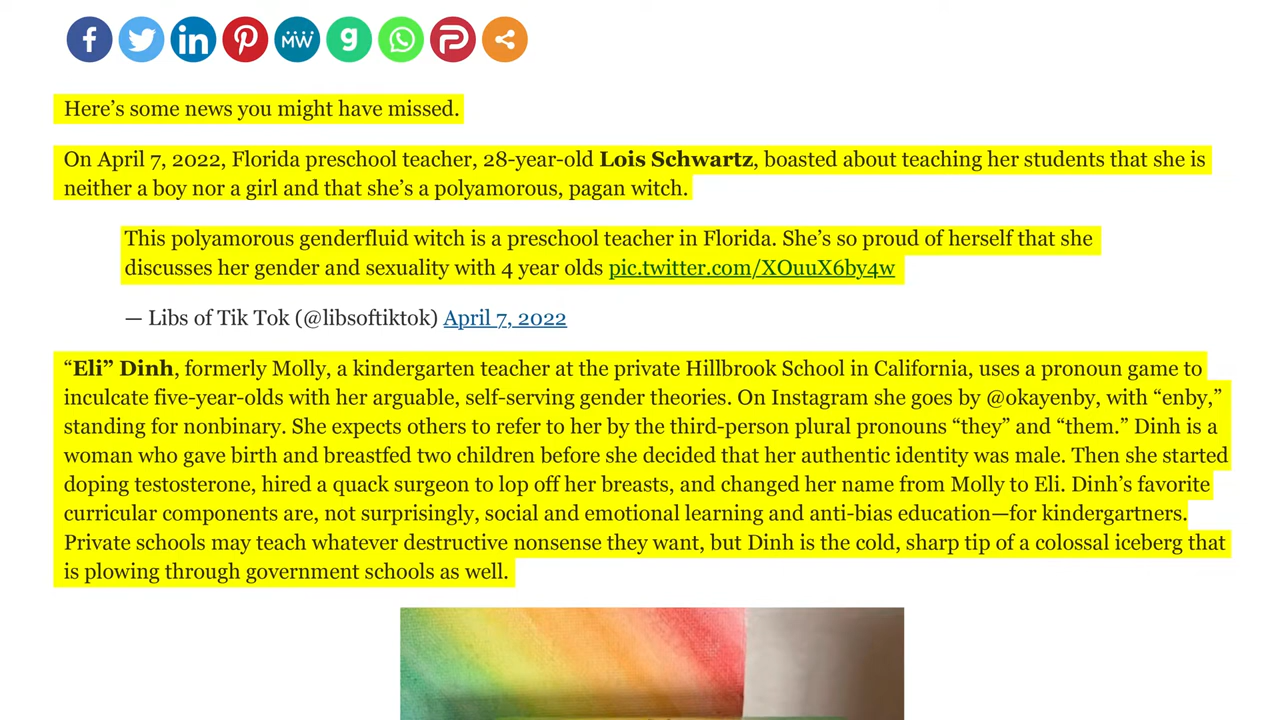 MW
Here’s some news you might have missed.
On April 7, 2022, Florida preschool teacher, 28-year-old Lois Schwartz, boasted about teaching her students that she is
neither a boy nor a girl and that she’s a polyamorous, pagan witch.
This polyamorous genderfluid witch is a preschool teacher in Florida. She’s so proud of herself that she
discusses her gender and sexuality with 4 year olds pic.twitter.com/XOuuX6by4w
— Libs of Tik Tok (@libsoftiktok) April 7, 2022
“Eli” Dinh, formerly Molly, a kindergarten teacher at the private Hillbrook School in California, uses a pronoun game to
inculcate five-year-olds with her arguable, self-serving gender theories. On Instagram she goes by @okayenby, with “enby,”
standing for nonbinary. She expects others to refer to her by the third-person plural pronouns “they” and “them.” Dinh is a
woman who gave birth and breastfed two children before she decided that her authentic identity was male. Then she started
doping testosterone, hired a quack surgeon to lop off her breasts, and changed her name from Molly to Eli. Dinh’s favorite
curricular components are, not surprisingly, social and emotional learning and anti-bias education—for kindergartners.
Private schools may teach whatever destructive nonsense they want, but Dinh is the cold, sharp tip of a colossal iceberg that
is plowing through government schools as well.